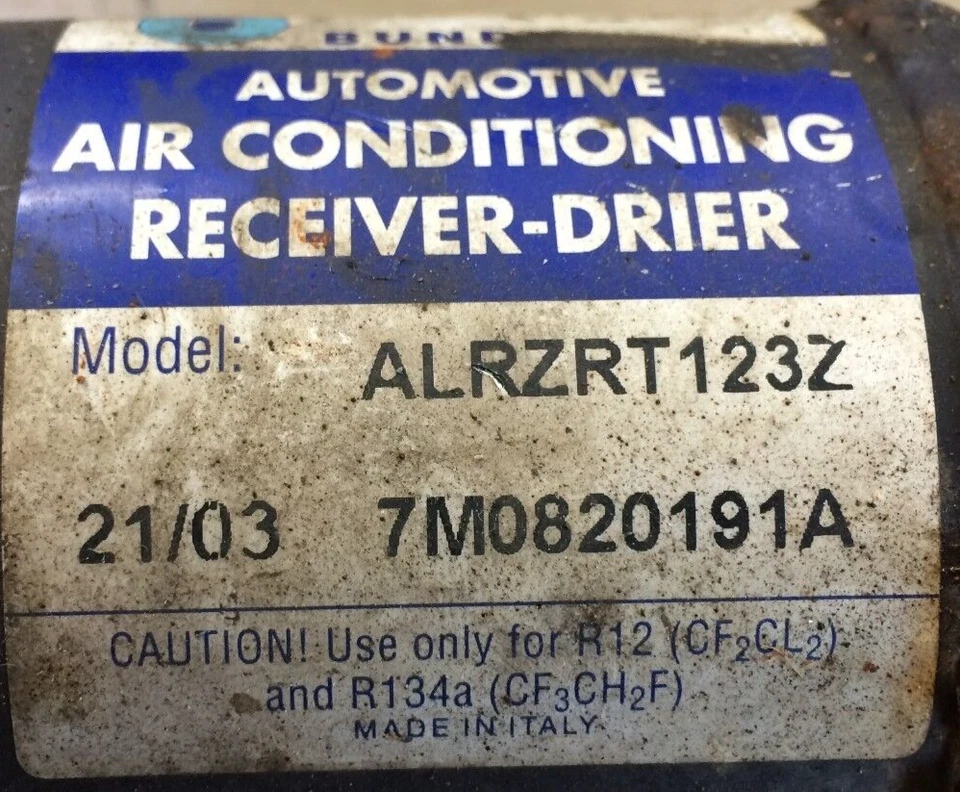 AUTOMOTIVE
AIR CONDITIONING
RECEIVER-DRIER
Model: ALRZRT123Z
21/03 7M0820191A
CAUTION! Use only for R12 (CF₂CL₂)
and R134a (CF₃CH₂F)
MADE IN ITALY